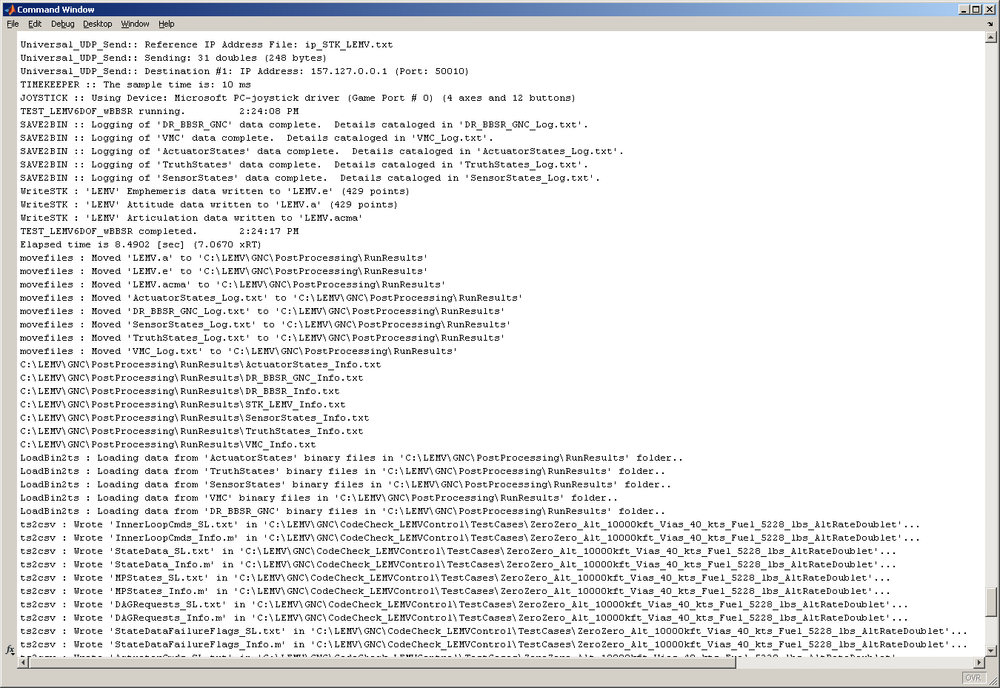 Command Window
File Edit Debug Desktop Window Help
Universal_UDP_Send:: Reference IP Address File: ip_STK_LEMV.txt
Universal_UDP_Send:: Sending: 31 doubles (248 bytes)
Universal_UDP_Send:: Destination #1: IP Address: 157.127.0.0.1 (Port: 50010)
TIMEKEEPER :: The sample time is: 10 ms
JOYSTICK :: Using Device: Microsoft PC-joystick driver (Game Port # 0) (4 axes and 12 buttons)
TEST_LEMV6DOF_wBBSR running. 2:24:08 PM
SAVE2BIN :: Logging of 'DR_BBSR_GNC' data complete. Details cataloged in 'DR_BBSR_GNC_Log.txt'.
SAVE2BIN :: Logging of 'VMC' data complete. Details cataloged in 'VMC_Log.txt'.
SAVE2BIN :: Logging of 'ActuatorStates' data complete. Details cataloged in 'ActuatorStates_Log.txt'.
SAVE2BIN :: Logging of 'TruthStates' data complete. Details cataloged in 'TruthStates_Log.txt'.
SAVE2BIN :: Logging of 'SensorStates' data complete. Details cataloged in 'SensorStates_Log.txt'.
WriteSTK : 'LEMV' Emphemeris data written to 'LEMV.e' (429 points)
WriteSTK : 'LEMV' Attitude data written to 'LEMV.a' (429 points)
WriteSTK : 'LEMV' Articulation data written to 'LEMV.acma'
TEST_LEMV6DOF_wBBSR completed. 2:24:17 PM
Elapsed time is 8.4902 [sec] (7.0670 xRT)
movefiles : Moved 'LEMV.a' to 'C:\LEMV\GNC\PostProcessing\RunResults'
movefiles : Moved 'LEMV.e' to 'C:\LEMV\GNC\PostProcessing\RunResults'
movefiles : Moved 'LEMV.acma' to 'C:\LEMV\GNC\PostProcessing\RunResults'
movefiles : Moved 'ActuatorStates_Log.txt' to 'C:\LEMV\GNC\PostProcessing\RunResults'
movefiles : Moved 'DR_BBSR_GNC_Log.txt' to 'C:\LEMV\GNC\PostProcessing\RunResults'
movefiles : Moved 'SensorStates_Log.txt' to 'C:\LEMV\GNC\PostProcessing\RunResults'
movefiles : Moved 'TruthStates_Log.txt' to 'C:\LEMV\GNC\PostProcessing\RunResults'
movefiles : Moved 'VMC_Log.txt' to 'C:\LEMV\GNC\PostProcessing\RunResults'
C:\LEMV\GNC\PostProcessing\RunResults\ActuatorStates_Info.txt
C:\LEMV\GNC\PostProcessing\RunResults\DR_BBSR_GNC_Info.txt
C:\LEMV\GNC\PostProcessing\RunResults\DR_BBSR_Info.txt
C:\LEMV\GNC\PostProcessing\RunResults\STK_LEMV_Info.txt
C:\LEMV\GNC\PostProcessing\RunResults\SensorStates_Info.txt
C:\LEMV\GNC\PostProcessing\RunResults\TruthStates_Info.txt
C:\LEMV\GNC\PostProcessing\RunResults\VMC_Info.txt
LoadBin2ts : Loading data from 'ActuatorStates' binary files in 'C:\LEMV\GNC\PostProcessing\RunResults' folder..
LoadBin2ts : Loading data from 'TruthStates' binary files in 'C:\LEMV\GNC\PostProcessing\RunResults' folder..
LoadBin2ts : Loading data from 'SensorStates' binary files in 'C:\LEMV\GNC\PostProcessing\RunResults' folder..
LoadBin2ts : Loading data from 'VMC' binary files in 'C:\LEMV\GNC\PostProcessing\RunResults' folder..
LoadBin2ts : Loading data from 'DR_BBSR_GNC' binary files in 'C:\LEMV\GNC\PostProcessing\RunResults' folder..
ts2csv : Wrote 'InnerLoopCmds_SL.txt' in 'C:\LEMV\GNC\CodeCheck_LEMVControl\TestCases\ZeroZero_Alt_10000kft_Vias_40_kts_Fuel_5228_lbs_AltRateDoublet'...
ts2csv : Wrote 'InnerLoopCmds_Info.m' in 'C:\LEMV\GNC\CodeCheck_LEMVControl\TestCases\ZeroZero_Alt_10000kft_Vias_40_kts_Fuel_5228_lbs_AltRateDoublet'...
ts2csv : Wrote 'StateData_SL.txt' in 'C:\LEMV\GNC\CodeCheck_LEMVControl\TestCases\ZeroZero_Alt_10000kft_Vias_40_kts_Fuel_5228_lbs_AltRateDoublet'...
ts2csv : Wrote 'StateData_Info.m' in 'C:\LEMV\GNC\CodeCheck_LEMVControl\TestCases\ZeroZero_Alt_10000kft_Vias_40_kts_Fuel_5228_lbs_AltRateDoublet'...
ts2csv : Wrote 'MPStates_SL.txt' in 'C:\LEMV\GNC\CodeCheck_LEMVControl\TestCases\ZeroZero_Alt_10000kft_Vias_40_kts_Fuel_5228_lbs_AltRateDoublet'...
ts2csv : Wrote 'MPStates_Info.m' in 'C:\LEMV\GNC\CodeCheck_LEMVControl\TestCases\ZeroZero_Alt_10000kft_Vias_40_kts_Fuel_5228_lbs_AltRateDoublet'...
ts2csv : Wrote 'DAGRequests_SL.txt' in 'C:\LEMV\GNC\CodeCheck_LEMVControl\TestCases\ZeroZero_Alt_10000kft_Vias_40_kts_Fuel_5228_lbs_AltRateDoublet'...
ts2csv : Wrote 'DAGRequests_Info.m' in 'C:\LEMV\GNC\CodeCheck_LEMVControl\TestCases\ZeroZero_Alt_10000kft_Vias_40_kts_Fuel_5228_lbs_AltRateDoublet'...
ts2csv : Wrote 'StateDataFailureFlags_SL.txt' in 'C:\LEMV\GNC\CodeCheck_LEMVControl\TestCases\ZeroZero_Alt_10000kft_Vias_40_kts_Fuel_5228_lbs_AltRateDoublet'...
ts2csv : Wrote 'StateDataFailureFlags_Info.m' in 'C:\LEMV\GNC\CodeCheck_LEMVControl\TestCases\ZeroZero_Alt_10000kft_Vias_40_kts_Fuel_5228_lbs_AltRateDoublet'...
fx
OVR